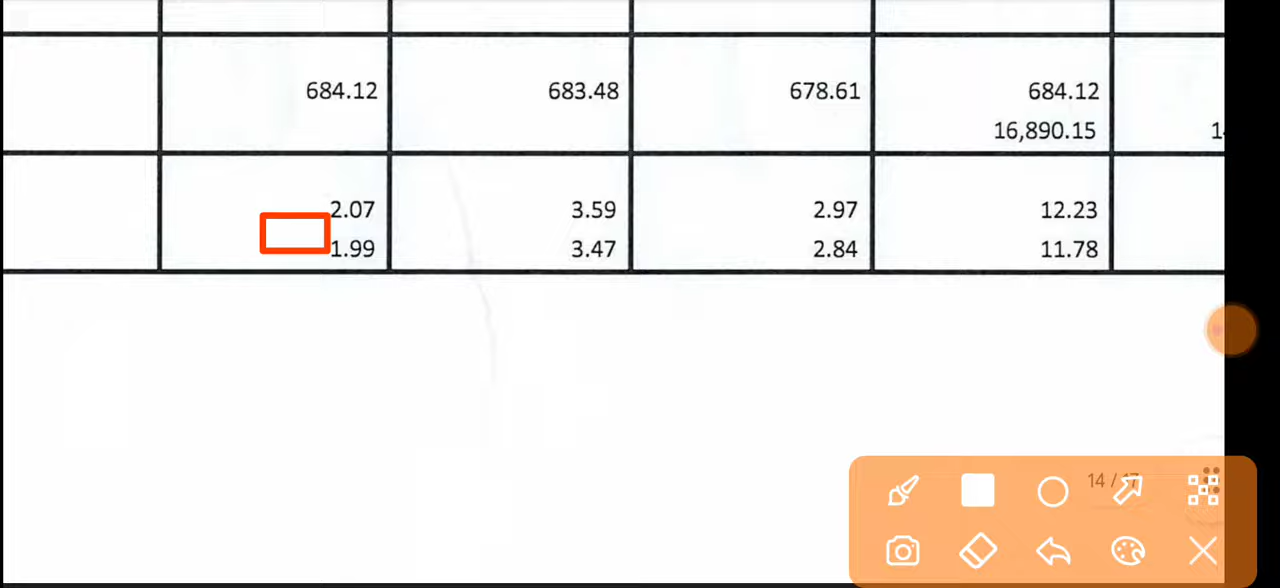 684.12 683.48 678.61 684.12
16,890.15
2.07 3.59 2.97 12.23
1.99 3.47 2.84 11.78
14 / 17